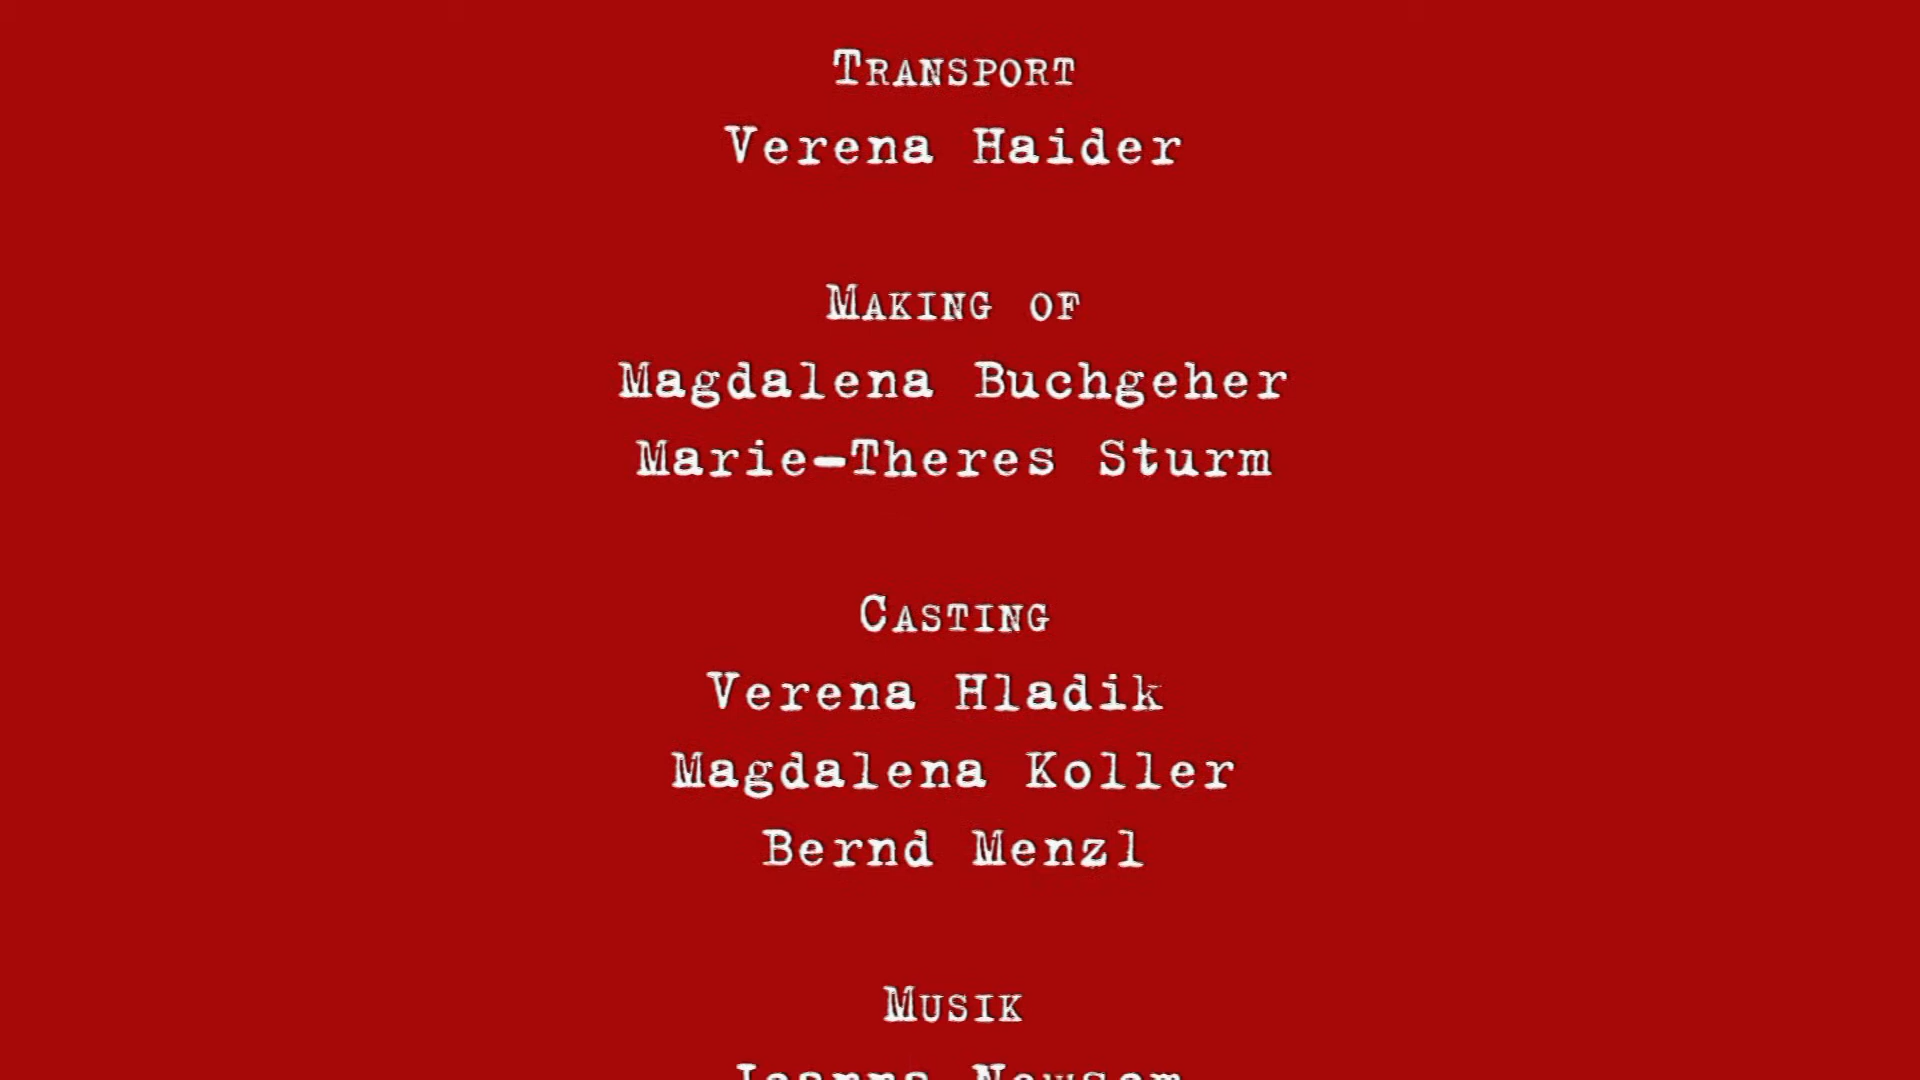 Transport
Verena Haider
Making of
Magdalena Buchgeher
Marie-Theres Sturm
Casting
Verena Hladik
Magdalena Koller
Bernd Menzl
Musik